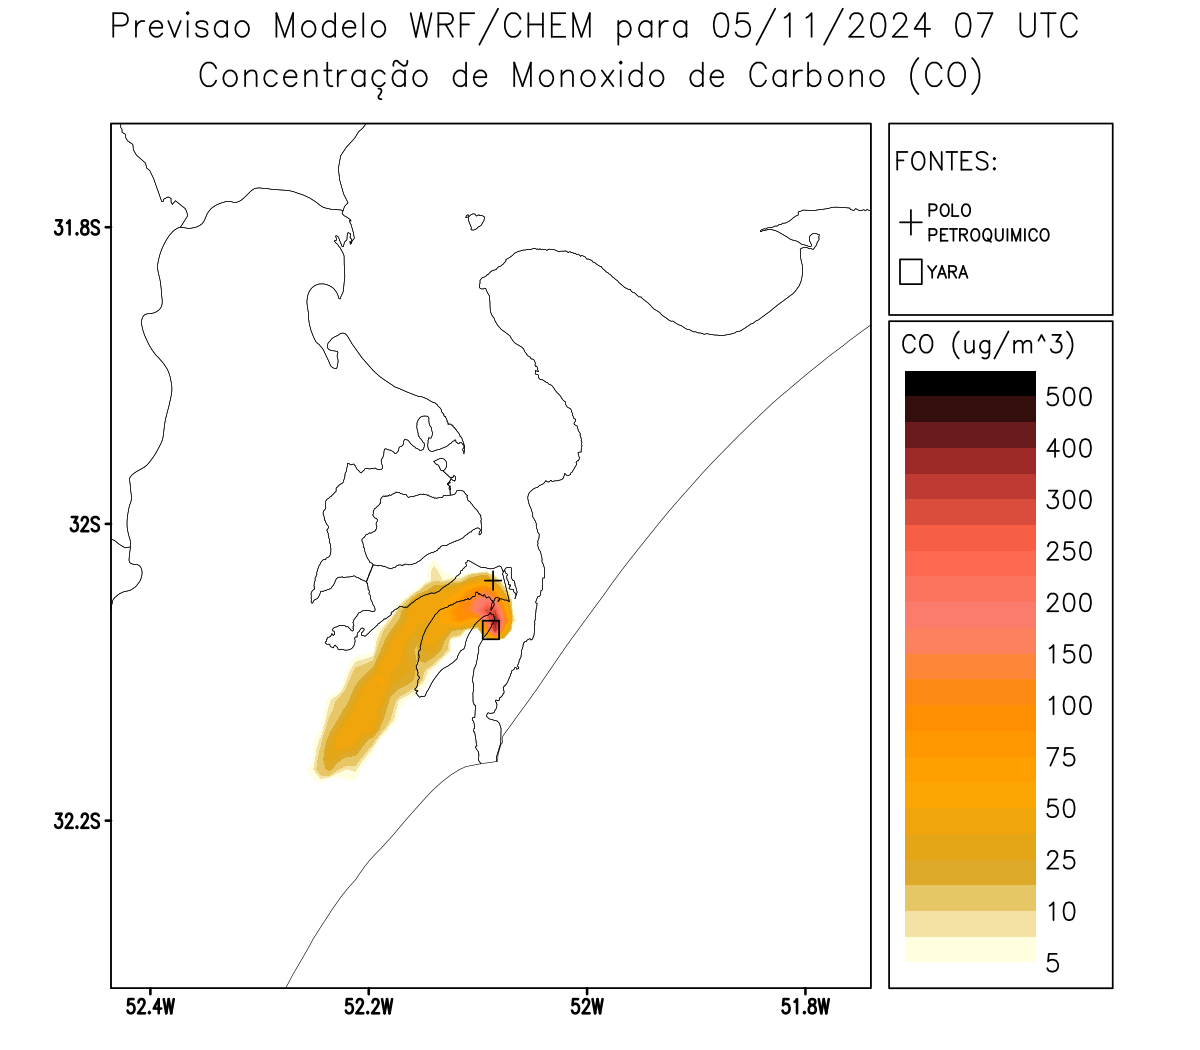 Previsao Modelo WRF/CHEM para 05/11/2024 07 UTC
Concentração de Monoxido de Carbono (CO)
FONTES:
POLO
PETROQUIMICO
YARA
CO (ug/m^3)
500
400
300
250
200
150
100
75
50
25
10
5
31.8S
32S
32.2S
52.4W
52.2W
52W
51.8W